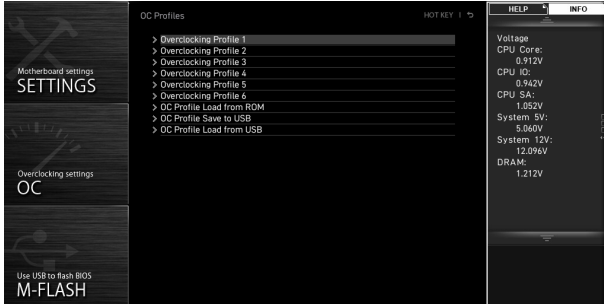 Motherboard settings
SETTINGS
Overclocking settings
OC
Use USB to flash BIOS
M-FLASH
OC Profiles
HOT KEY |
> Overclocking Profile 1
> Overclocking Profile 2
> Overclocking Profile 3
> Overclocking Profile 4
> Overclocking Profile 5
> Overclocking Profile 6
> OC Profile Load from ROM
> OC Profile Save to USB
> OC Profile Load from USB
HELP
INFO
Voltage
CPU Core:
0.912V
CPU IO:
0.942V
CPU SA:
1.052V
System 5V:
5.060V
System 12V:
12.096V
DRAM:
1.212V